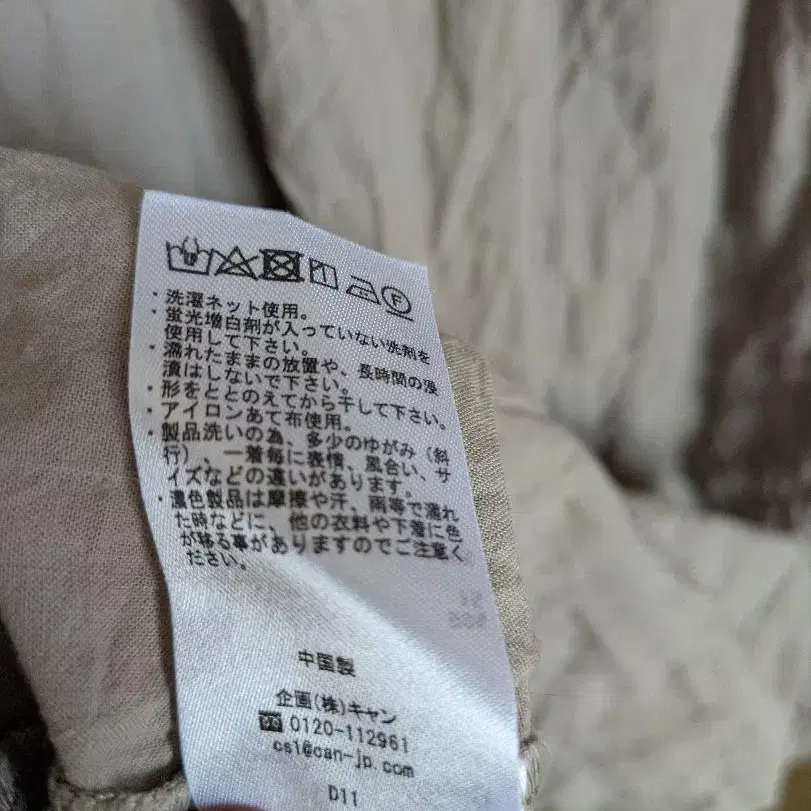 F
・洗濯ネット使用。
・蛍光増白剤が入っていない洗剤を
使用して下さい。
・濡れたままの放置や、長時間の浸
漬はしないで下さい。
・形をととのえてから干して下さい。
・アイロンあて布使用。
・製品洗いの為、多少のゆがみ（斜
行）、一着毎に表情、風合い、サ
イズなどの違いがあります。
・濃色製品は摩擦や汗、雨等で濡れ
た時などに、他の衣料や下着に色
が移る事がありますのでご注意く
ださい。
中国製
企画(株)キャン
0120-112961
cs1@can-jp.com
D11